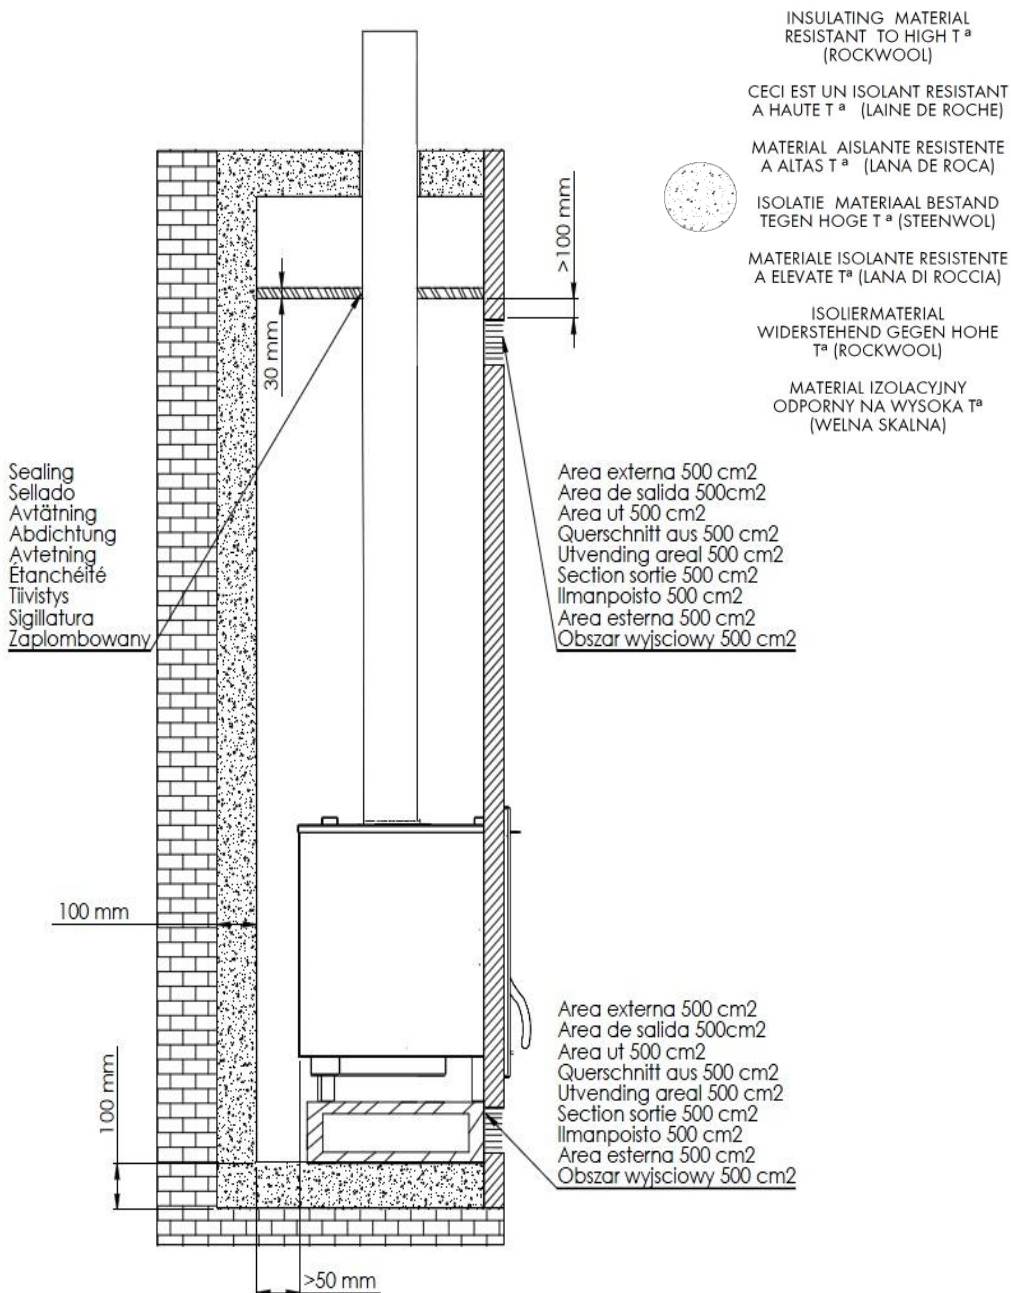 INSULATING MATERIAL
RESISTANT TO HIGH Tª
(ROCKWOOL)
CECI EST UN ISOLANT RESISTANT
A HAUTE Tª (LAINE DE ROCHE)
MATERIAL AISLANTE RESISTENTE
A ALTAS Tª (LANA DE ROCA)
ISOLATIE MATERIAAL BESTAND
TEGEN HOGE Tª (STEENWOL)
MATERIALE ISOLANTE RESISTENTE
A ELEVATE Tª (LANA DI ROCCIA)
ISOLIERMATERIAL
WIDERSTEHEND GEGEN HOHE
Tª (ROCKWOOL)
MATERIAL IZOLACYJNY
ODPORNY NA WYSOKA Tª
(WELNA SKALNA)
>100 mm
30 mm
Sealing
Sellado
Avtätning
Abdichtung
Avtetning
Étanchéité
Tiivistys
Sigillatura
Zaplombowany
Area externa 500 cm2
Area de salida 500cm2
Area ut 500 cm2
Querschnitt aus 500 cm2
Utvending areal 500 cm2
Section sortie 500 cm2
Ilmanpoisto 500 cm2
Area esterna 500 cm2
Obszar wyjsciowy 500 cm2
100 mm
100 mm
Area externa 500 cm2
Area de salida 500cm2
Area ut 500 cm2
Querschnitt aus 500 cm2
Utvending areal 500 cm2
Section sortie 500 cm2
Ilmanpoisto 500 cm2
Area esterna 500 cm2
Obszar wyjsciowy 500 cm2
>50 mm